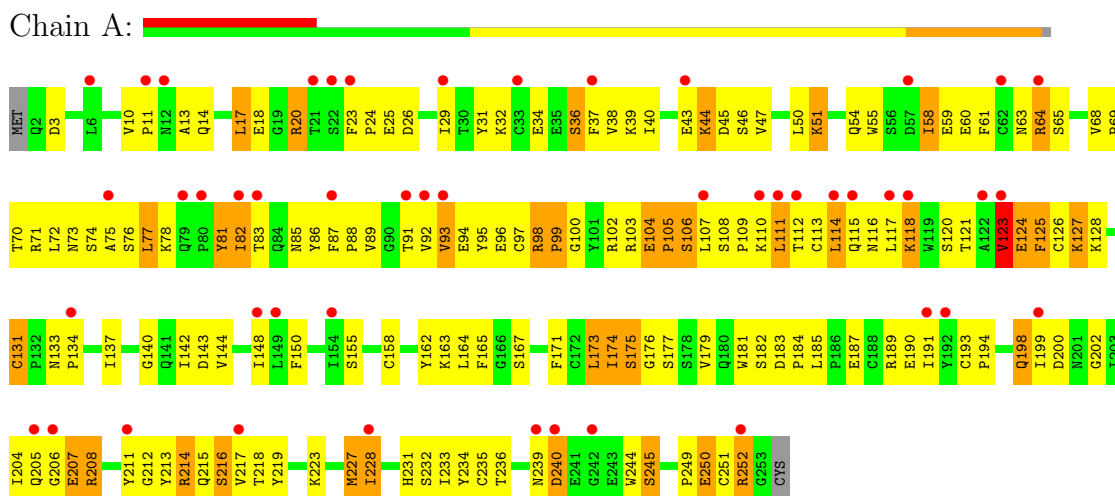 Chain A:
MET Q2 D3 L6 V10 P11 N12 A13 Q14 L17 E18 G19 R20 T21 S22 F23 P24 E25 D26 I29 T30 Y31 K32 C33 E34 E35 S36 F37 V38 K39 I40 E43 K44 D45 S46 V47 L50 K51 Q54 W55 S56 D57 I58 E59 E60 F61 C62 N63 R64 S65 V68 P69
T70 R71 L72 N73 S74 A75 S76 L77 K78 Q79 P80 Y81 I82 T83 Q84 N85 Y86 F87 P88 V89 G90 T91 V92 V93 E94 Y95 E96 C97 R98 P99 G100 Y101 R102 R103 E104 P105 S106 L107 S108 P109 K110 L111 T112 C113 L114 Q115 N116 L117 K118 W119 S120 T121 A122 V123 E124 F125 C126 K127 K128
C131 P132 N133 P134 I137 G140 Q141 I142 D143 V144 I148 L149 F150 I154 S155 C158 Y162 K163 L164 F165 G166 S167 F171 C172 L173 I174 S175 G176 S177 S178 V179 Q180 W181 S182 D183 P184 L185 P186 E187 C188 R189 E190 I191 Y192 C193 P194 Q198 I199 D200 N201 G202 I203
I204 Q205 G206 E207 R208 Y211 G212 Y213 R214 Q215 S216 V217 T218 Y219 K223 M227 I228 H231 S232 I233 Y234 C235 T236 N239 D240 E241 G242 E243 W244 S245 P249 E250 C251 R252 G253 CYS